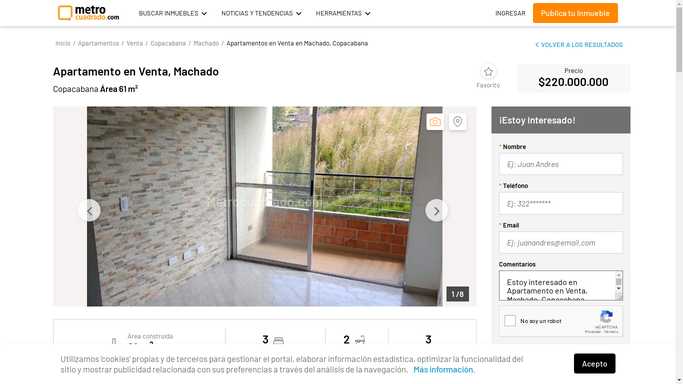 metro
cuadrado.com
BUSCAR INMUEBLES
NOTICIAS Y TENDENCIAS
HERRAMIENTAS
INGRESAR
Publica tu Inmueble
Inicio / Apartamentos / Venta / Copacabana / Machado / Apartamentos en Venta en Machado, Copacabana
VOLVER A LOS RESULTADOS
Apartamento en Venta, Machado
Copacabana Área 61 m²
Favorito
Precio
$220.000.000
Metrocuadrado.com
1 / 8
¡Estoy Interesado!
* Nombre
Ej: Juan Andres
* Teléfono
Ej: 322*******
* Email
Ej: juanandres@email.com
Comentarios
Estoy interesado en
Apartamento en Venta,
Machado, Copacabana
No soy un robot
reCAPTCHA
Privacidad - Términos
Área construida
3
2
3
Utilizamos 'cookies' propias y de terceros para gestionar el portal, elaborar información estadística, optimizar la funcionalidad del
sitio y mostrar publicidad relacionada con sus preferencias a través del análisis de la navegación. Más información.
Acepto